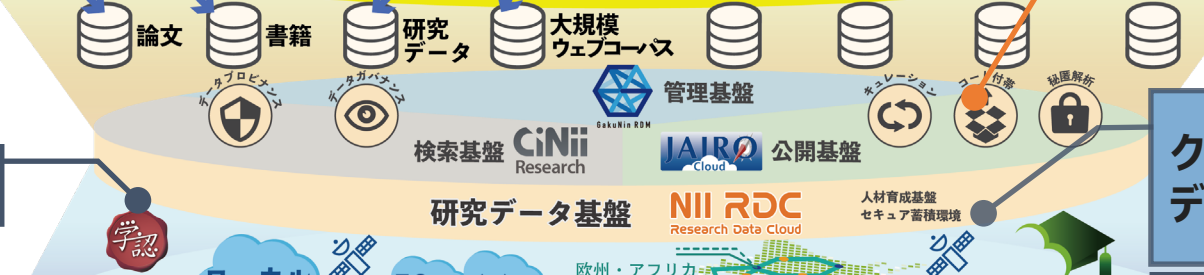 論文
書籍
研究
データ
大規模
ウェブコーパス
データプロビナンス
データガバナンス
GakuNin RDM
管理基盤
キュレーション
コード付帯
秘匿解析
検索基盤
CiNii
Research
JAIRO
Cloud
公開基盤
研究データ基盤
NII RDC
Research Data Cloud
人材育成基盤
セキュア蓄積環境
学認
欧州・アフリカ
ク
デ